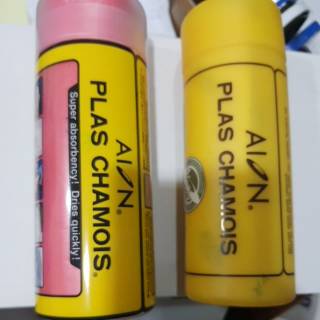 AION®
PLAS CHAMOIS®
Super absorbency! Dries quickly!
AION®
PLAS CHAMOIS